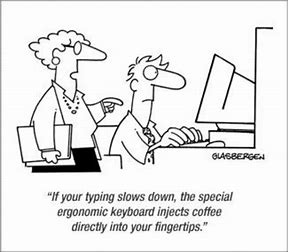 GLASBERGEN
“If your typing slows down, the special
ergonomic keyboard injects coffee
directly into your fingertips.”